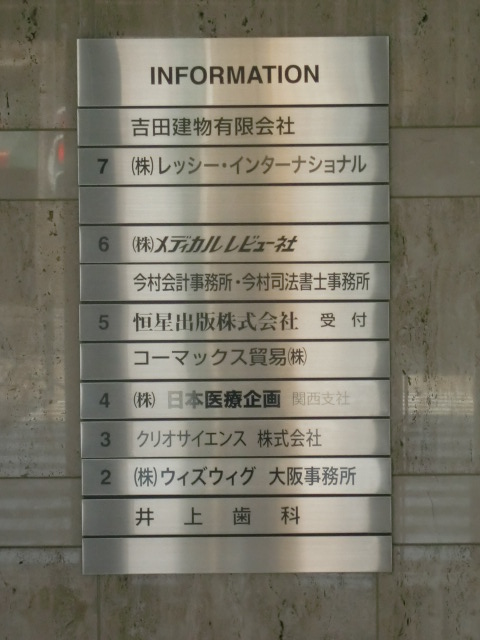 INFORMATION
吉田建物有限会社
7 ㈱レッシー・インターナショナル
6 ㈱メディカルレビュー社
今村会計事務所・今村司法書士事務所
5 恒星出版株式会社 受付
コーマックス貿易㈱
4 ㈱ 日本医療企画 関西支社
3 クリオサイエンス 株式会社
2 ㈱ウィズウィグ 大阪事務所
井上歯科